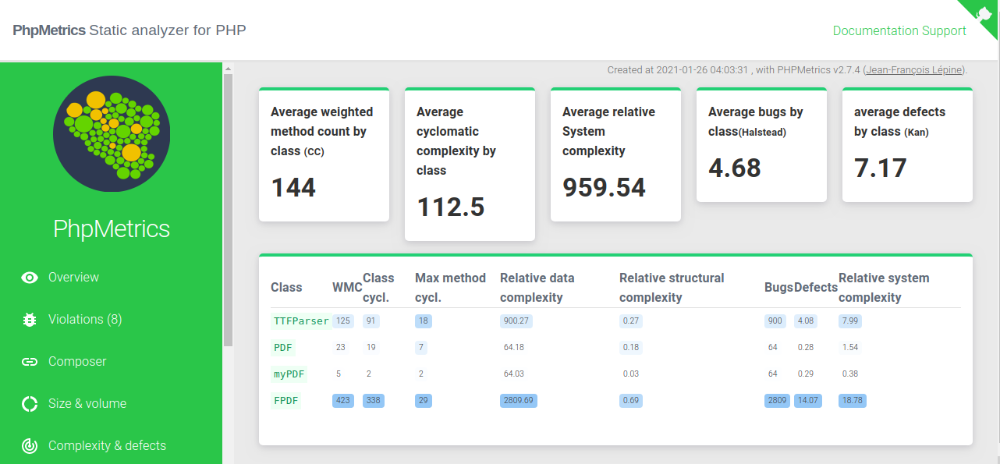 PhpMetrics Static analyzer for PHP
Documentation Support
Created at 2021-01-26 04:03:31 , with PHPMetrics v2.7.4 (Jean-François Lépine).
PhpMetrics
Overview
Violations (8)
Composer
Size & volume
Complexity & defects
Average weighted
method count by
class (CC)
144
Average
cyclomatic
complexity by
class
112.5
Average relative
System
complexity
959.54
Average bugs by
class(Halstead)
4.68
average defects
by class (Kan)
7.17
Class WMC Class cycl. Max method cycl. Relative data complexity Relative structural complexity Bugs Defects Relative system complexity
TTFParser 125 91 18 900.27 0.27 900 4.08 7.99
PDF 23 19 7 64.18 0.18 64 0.28 1.54
myPDF 5 2 2 64.03 0.03 64 0.29 0.38
FPDF 423 338 29 2809.69 0.69 2809 14.07 18.78